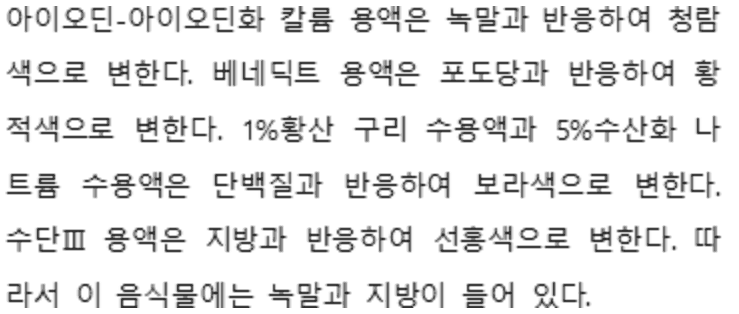 아이오딘-아이오딘화 칼륨 용액은 녹말과 반응하여 청람
색으로 변한다. 베네딕트 용액은 포도당과 반응하여 황
적색으로 변한다. 1%황산 구리 수용액과 5%수산화 나
트륨 수용액은 단백질과 반응하여 보라색으로 변한다.
수단Ⅲ 용액은 지방과 반응하여 선홍색으로 변한다. 따
라서 이 음식물에는 녹말과 지방이 들어 있다.